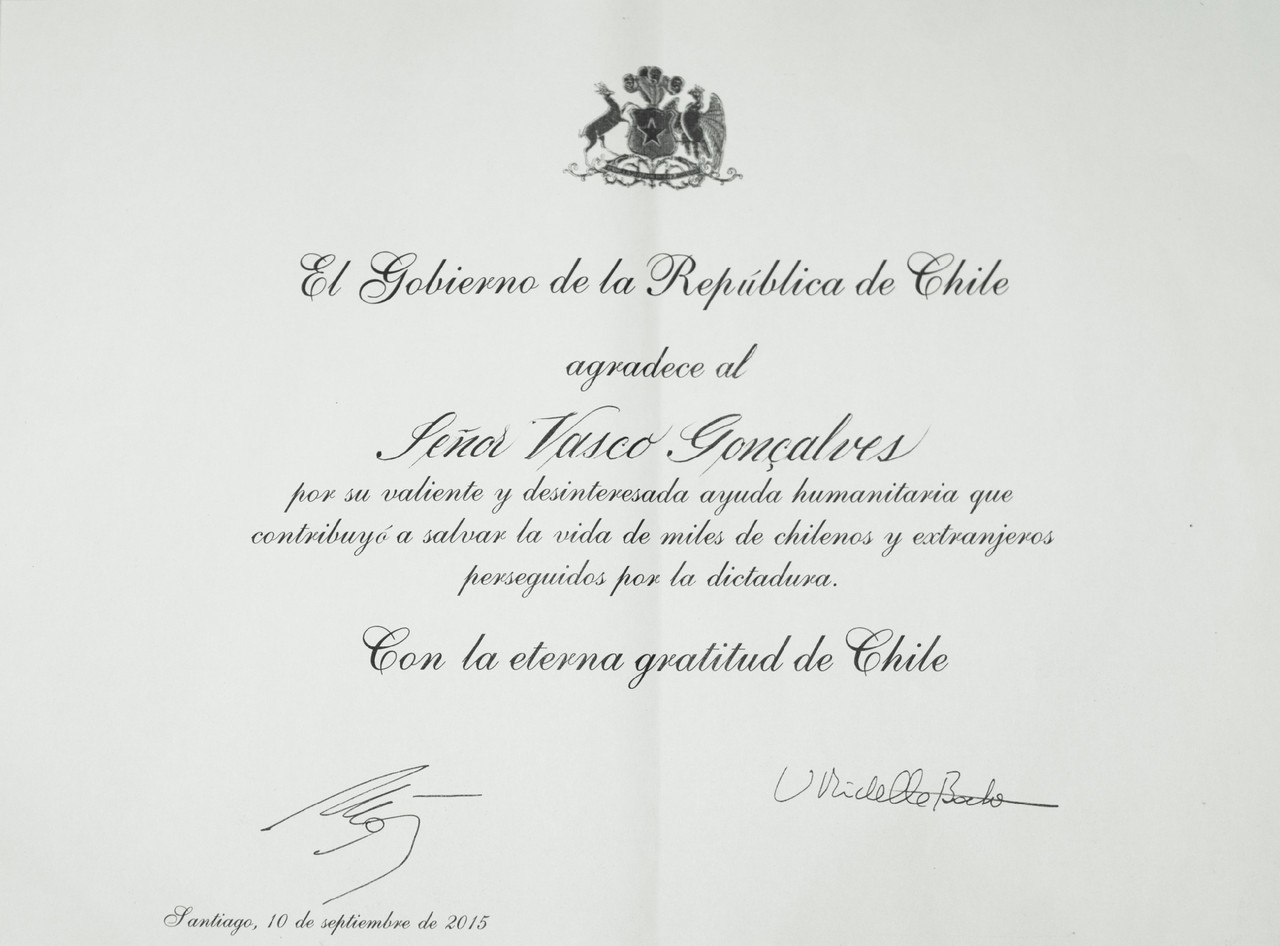 El Gobierno de la República de Chile
agradece al
Señor Vasco Gonçalves
por su valiente y desinteresada ayuda humanitaria que
contribuyó a salvar la vida de miles de chilenos y extranjeros
perseguidos por la dictadura.
Con la eterna gratitud de Chile
Michelle Bachelet
Santiago, 10 de septiembre de 2015